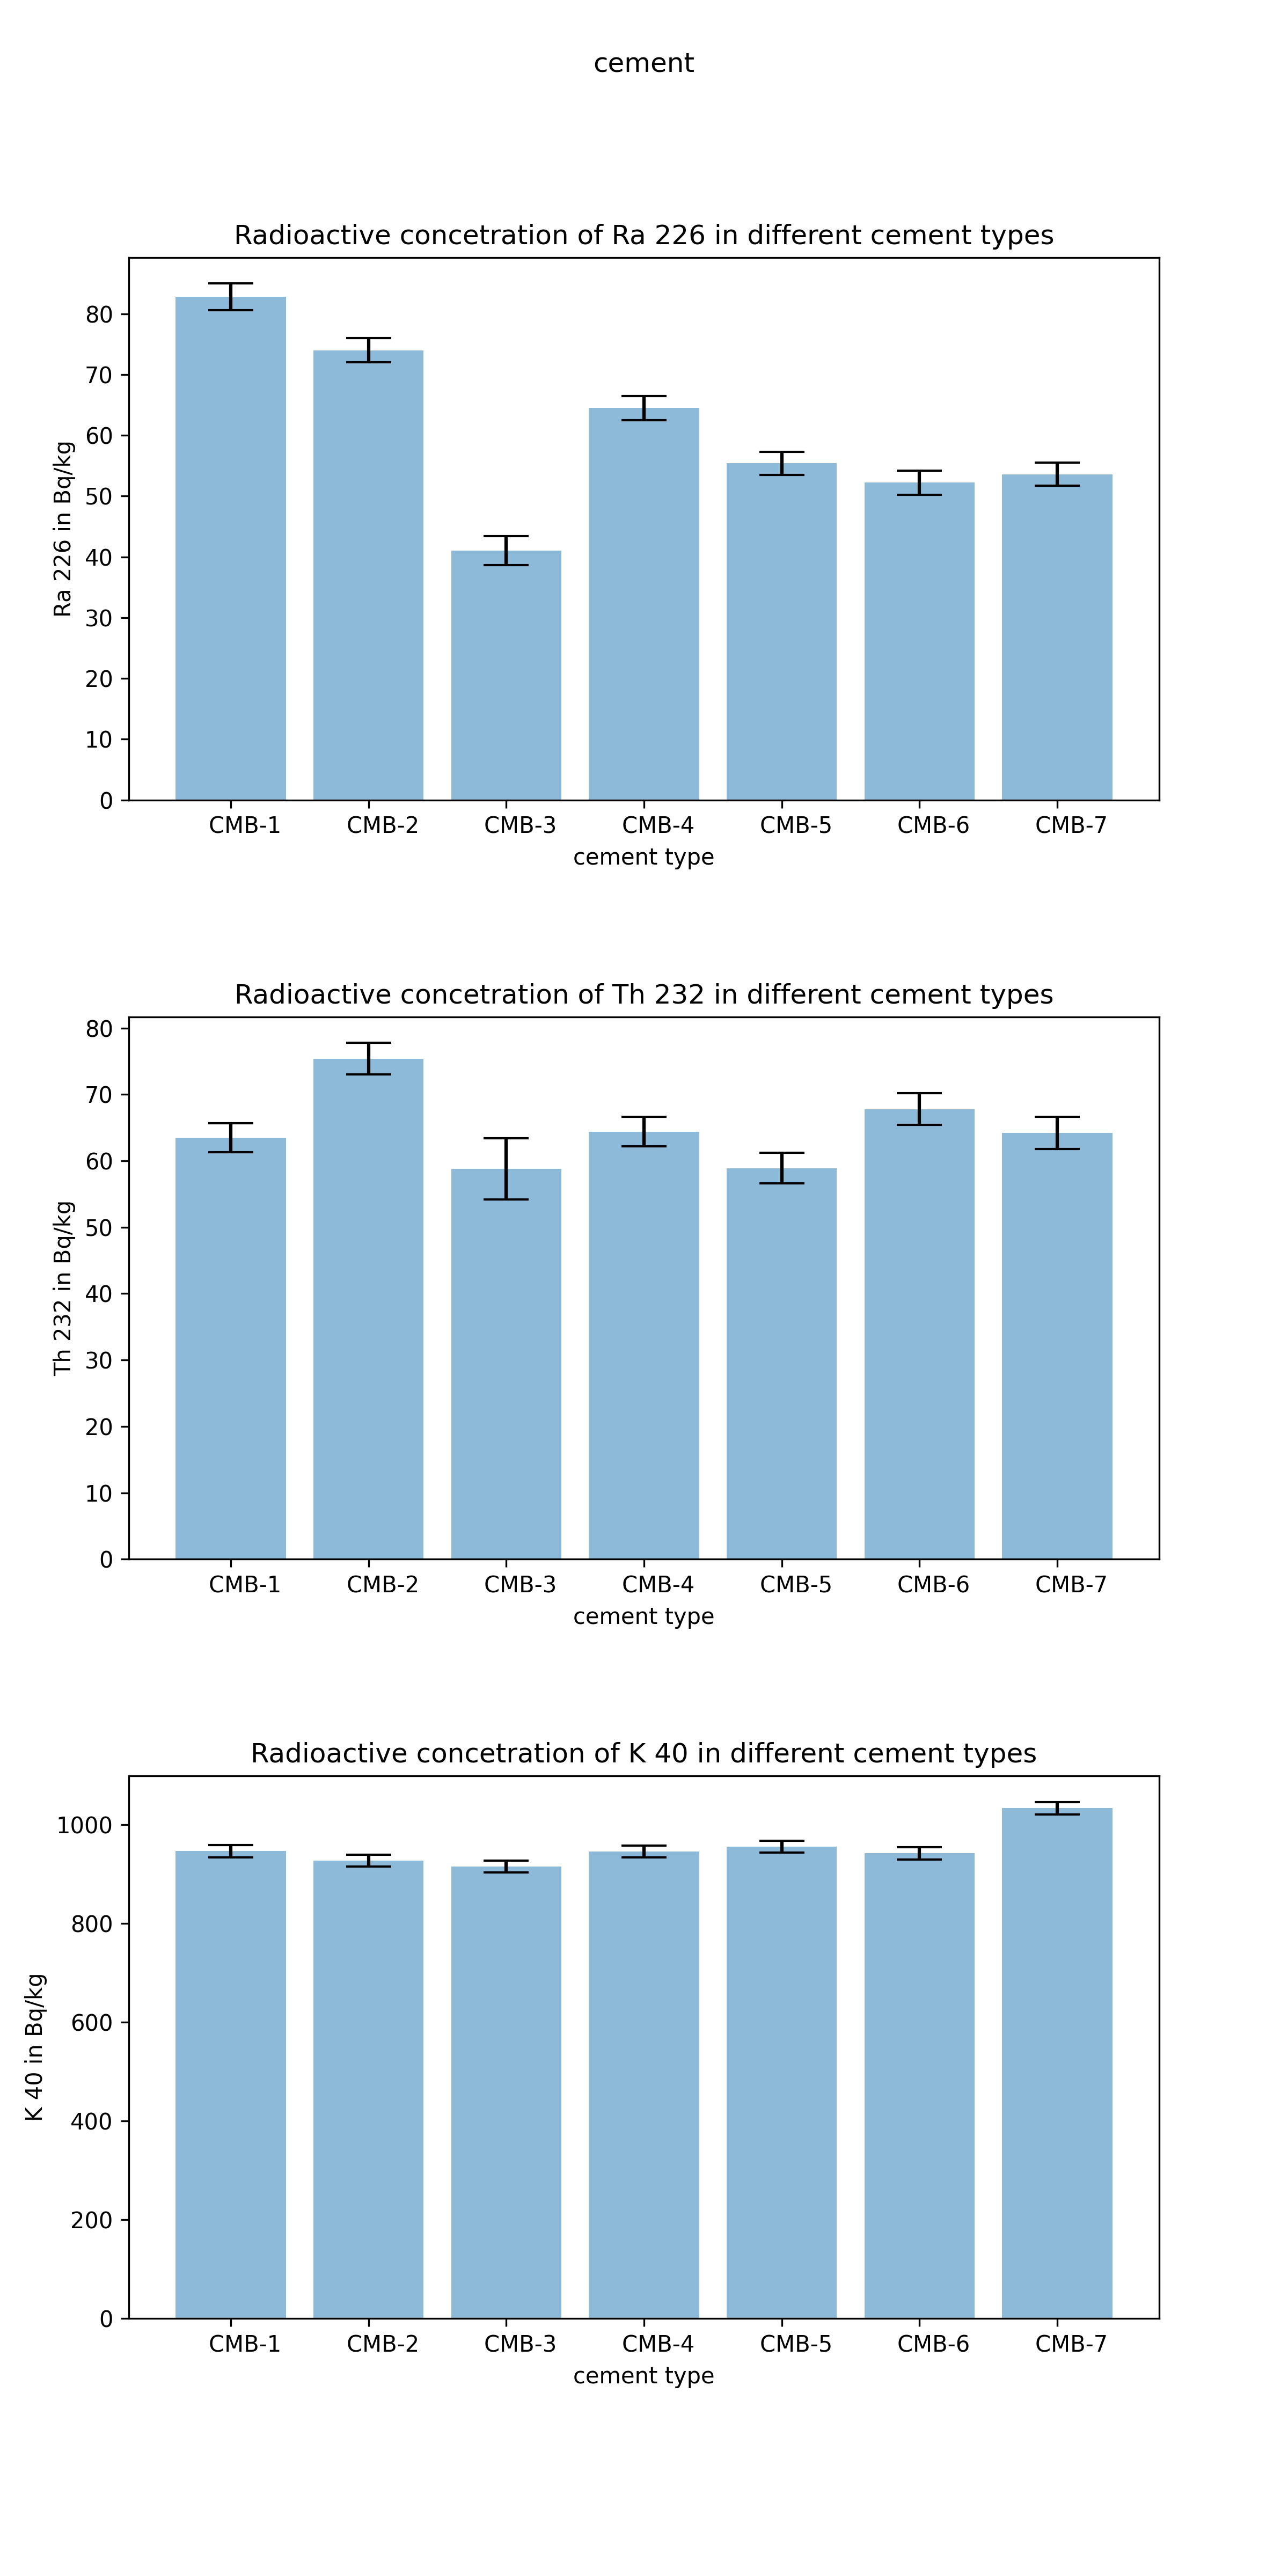 cement
Radioactive concetration of Ra 226 in different cement types
Ra 226 in Bq/kg
80
70
60
50
40
30
20
10
0
CMB-1 CMB-2 CMB-3 CMB-4 CMB-5 CMB-6 CMB-7
cement type
Radioactive concetration of Th 232 in different cement types
Th 232 in Bq/kg
80
70
60
50
40
30
20
10
0
CMB-1 CMB-2 CMB-3 CMB-4 CMB-5 CMB-6 CMB-7
cement type
Radioactive concetration of K 40 in different cement types
K 40 in Bq/kg
1000
800
600
400
200
0
CMB-1 CMB-2 CMB-3 CMB-4 CMB-5 CMB-6 CMB-7
cement type